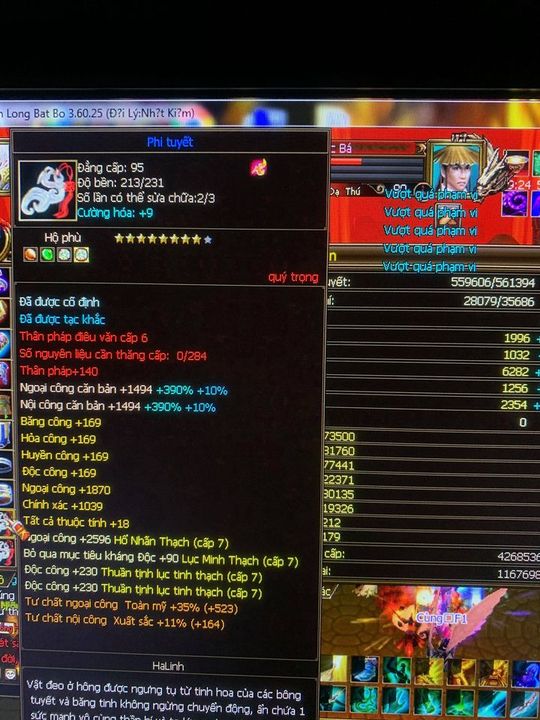 Long Bat Bo 3.60.25 (Đ?i Lý:Nh?t Ki?m)
Phi tuyết
Đẳng cấp: 95
Độ bền: 213/231
Số lần có thể sửa chữa:2/3
Cường hóa: +9
Hộ phù
quý trọng
Đã được cố định
Đã được tạc khắc
Thân pháp điêu văn cấp 6
Số nguyên liệu cần thăng cấp: 0/284
Thân pháp+140
Ngoại công căn bản +1494 +390% +10%
Nội công căn bản +1494 +390% +10%
Băng công +169
Hỏa công +169
Huyền công +169
Độc công +169
Ngoại công +1870
Chính xác +1039
Tất cả thuộc tính +18
Ngoại công +2596 Hổ Nhãn Thạch (cấp 7)
Bỏ qua mục tiêu kháng Độc +90 Lục Minh Thạch (cấp 7)
Độc công +230 Thuần tịnh lục tinh thạch (cấp 7)
Độc công +230 Thuần tịnh lục tinh thạch (cấp 7)
Tư chất ngoại công Toàn mỹ +35% (+523)
Tư chất nội công Xuất sắc +11% (+164)
HaLinh
Vật đeo ở hông được ngưng tụ từ tinh hoa của các bông
tuyết và băng tinh không ngừng chuyển động, ẩn chứa 1
Bá
Dạ Thú
Vượt quá phạm vi
Vượt quá phạm vi
Vượt quá phạm vi
Vượt quá phạm vi
Vượt quá phạm vi
559606/561394
28079/35686
1996
1032
6282
1256
2354
0
73500
31760
77441
22371
30135
19326
212
179
cấp:
426853
116769